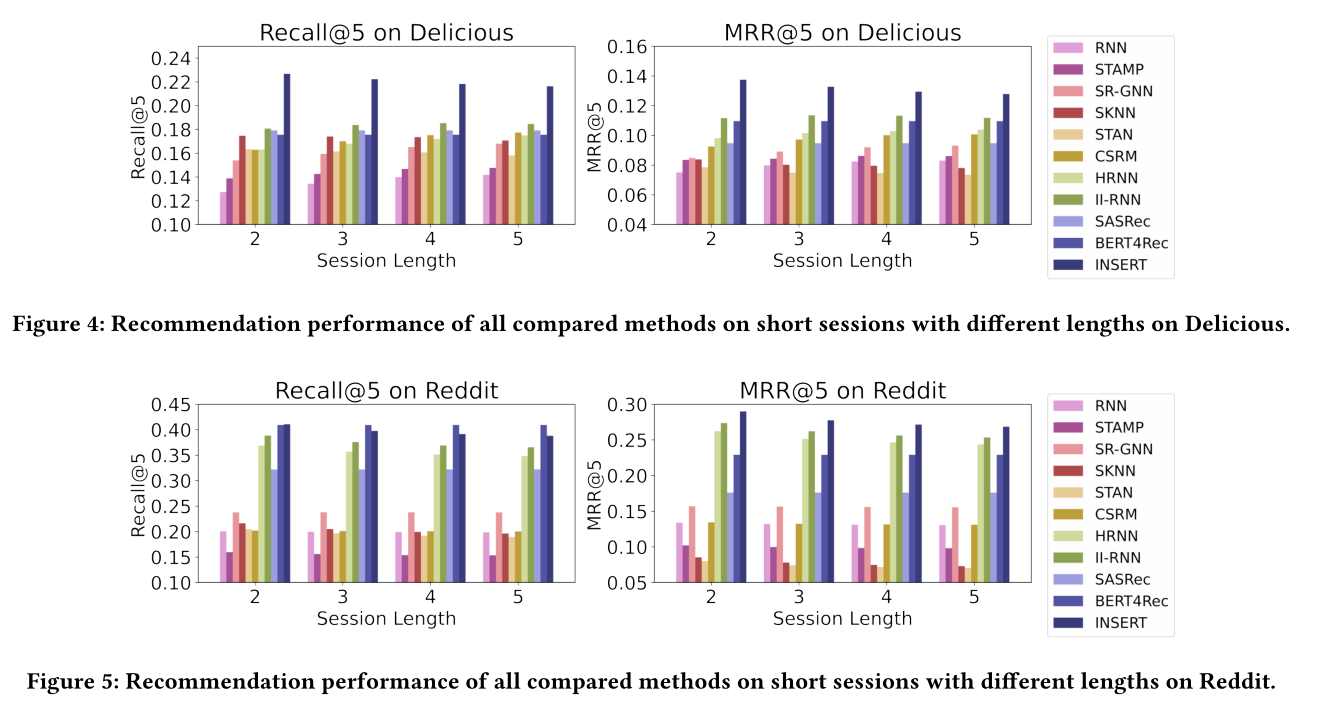 Recall@5 on Delicious
Recall@5
0.24
0.22
0.20
0.18
0.16
0.14
0.12
0.10
2 3 4 5
Session Length
MRR@5 on Delicious
MRR@5
0.16
0.14
0.12
0.10
0.08
0.06
0.04
2 3 4 5
Session Length
RNN
STAMP
SR-GNN
SKNN
STAN
CSRM
HRNN
II-RNN
SASRec
BERT4Rec
INSERT
Figure 4: Recommendation performance of all compared methods on short sessions with different lengths on Delicious.
Recall@5 on Reddit
Recall@5
0.45
0.40
0.35
0.30
0.25
0.20
0.15
0.10
2 3 4 5
Session Length
MRR@5 on Reddit
MRR@5
0.30
0.25
0.20
0.15
0.10
0.05
2 3 4 5
Session Length
RNN
STAMP
SR-GNN
SKNN
STAN
CSRM
HRNN
II-RNN
SASRec
BERT4Rec
INSERT
Figure 5: Recommendation performance of all compared methods on short sessions with different lengths on Reddit.